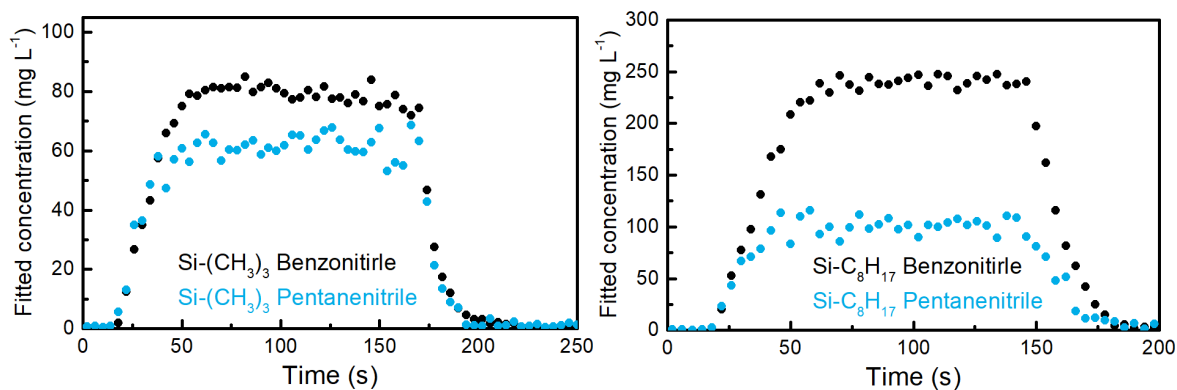 100
80
60
40
20
0
Fitted concentration (mg L⁻¹)
Si-(CH₃)₃ Benzonitirle
Si-(CH₃)₃ Pentanenitrile
0 50 100 150 200 250
Time (s)
300
250
200
150
100
50
0
Fitted concentration (mg L⁻¹)
Si-C₈H₁₇ Benzonitirle
Si-C₈H₁₇ Pentanenitrile
0 50 100 150 200
Time (s)